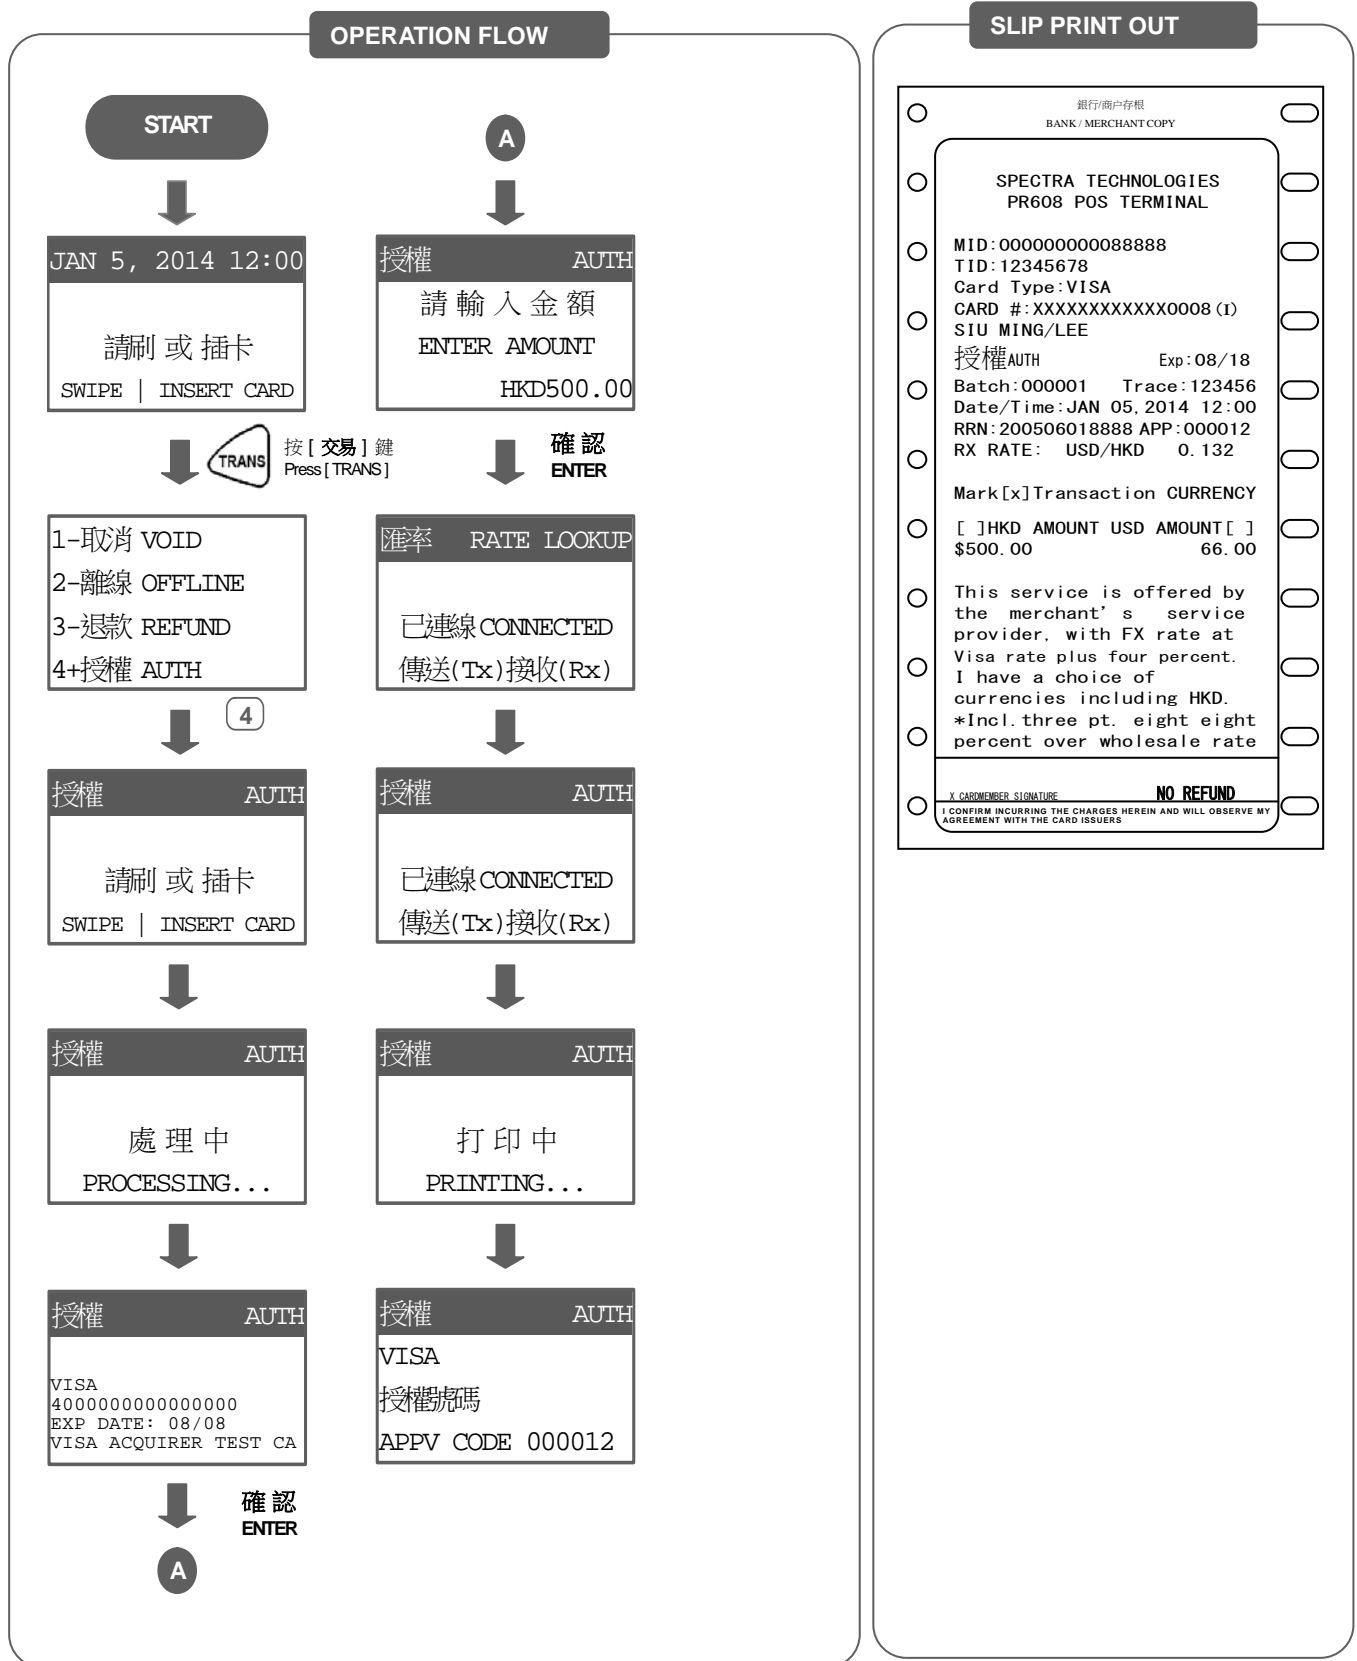 OPERATION FLOW
START
JAN 5, 2014 12:00
請刷 或 插卡
SWIPE | INSERT CARD
TRANS
按 [ 交易 ] 鍵
Press [ TRANS ]
1-取消 VOID
2-離線 OFFLINE
3-退款 REFUND
4+授權 AUTH
4
授權 AUTH
請刷 或 插卡
SWIPE | INSERT CARD
授權 AUTH
處 理 中
PROCESSING...
授權 AUTH
VISA
4000000000000000
EXP DATE: 08/08
VISA ACQUIRER TEST CA
確 認
ENTER
A
A
授權 AUTH
請 輸 入 金 額
ENTER AMOUNT
HKD500.00
確 認
ENTER
匯率 RATE LOOKUP
已連線 CONNECTED
傳送(Tx)接收(Rx)
授權 AUTH
已連線 CONNECTED
傳送(Tx)接收(Rx)
授權 AUTH
打 印 中
PRINTING...
授權 AUTH
VISA
授權號碼
APPV CODE 000012
SLIP PRINT OUT
銀行/商户存根
BANK / MERCHANT COPY
SPECTRA TECHNOLOGIES
PR608 POS TERMINAL
MID:000000000088888
TID:12345678
Card Type:VISA
CARD #:XXXXXXXXXXXX0008(I)
SIU MING/LEE
授權AUTH Exp:08/18
Batch:000001 Trace:123456
Date/Time:JAN 05,2014 12:00
RRN:200506018888 APP:000012
RX RATE: USD/HKD 0.132
Mark[x]Transaction CURRENCY
[ ]HKD AMOUNT USD AMOUNT[ ]
$500.00 66.00
This service is offered by
the merchant's service
provider, with FX rate at
Visa rate plus four percent.
I have a choice of
currencies including HKD.
*Incl.three pt. eight eight
percent over wholesale rate
X CARDMEMBER SIGNATURE NO REFUND
I CONFIRM INCURRING THE CHARGES HEREIN AND WILL OBSERVE MY
AGREEMENT WITH THE CARD ISSUERS